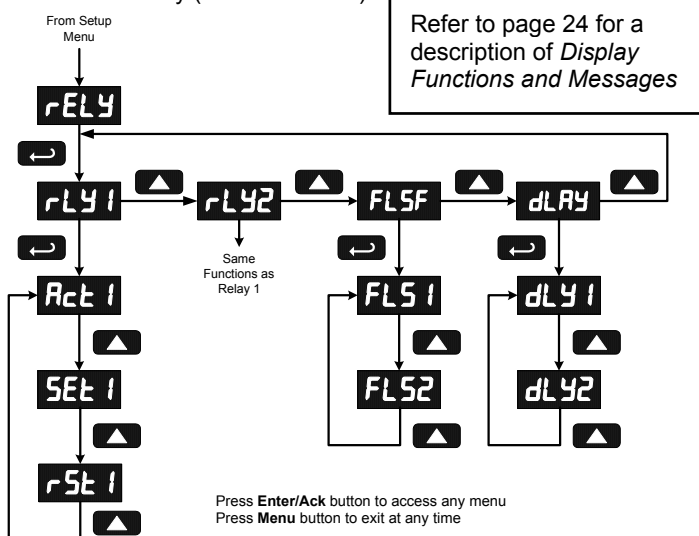 Refer to page 24 for a
description of Display
Functions and Messages
From Setup
Menu
rELY
rLY1
rLY2
FLSF
dLAY
Same
Functions as
Relay 1
Act1
FLS1
dLY1
SEt1
FLS2
dLY2
rSt1
Press Enter/Ack button to access any menu
Press Menu button to exit at any time